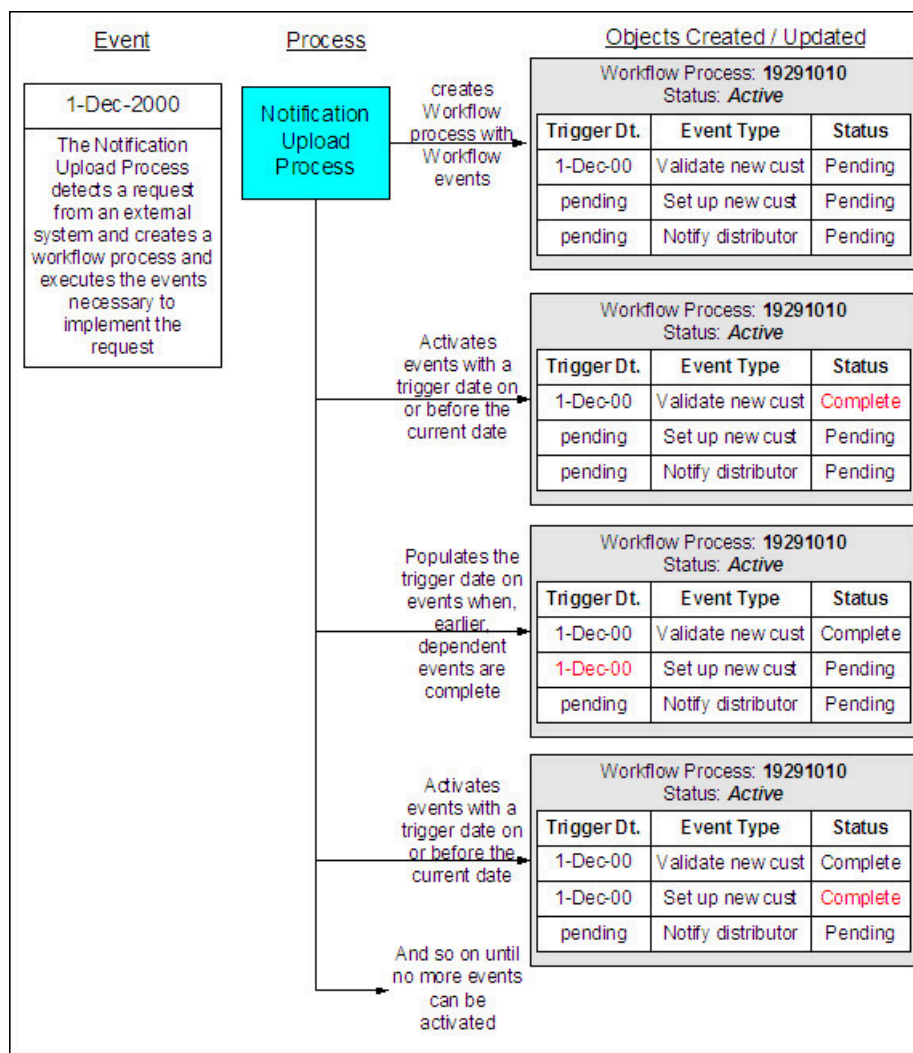 Event
Process
Objects Created / Updated
1-Dec-2000
The Notification
Upload Process
detects a request
from an external
system and creates a
workflow process and
executes the events
necessary to
implement the
request
Notification
Upload
Process
creates
Workflow
process with
Workflow
events
Workflow Process: 19291010
Status: Active
Trigger Dt. Event Type Status
1-Dec-00 Validate new cust Pending
pending Set up new cust Pending
pending Notify distributor Pending
Activates
events with a
trigger date on
or before the
current date
Workflow Process: 19291010
Status: Active
Trigger Dt. Event Type Status
1-Dec-00 Validate new cust Complete
pending Set up new cust Pending
pending Notify distributor Pending
Populates the
trigger date on
events when,
earlier,
dependent
events are
complete
Workflow Process: 19291010
Status: Active
Trigger Dt. Event Type Status
1-Dec-00 Validate new cust Complete
1-Dec-00 Set up new cust Pending
pending Notify distributor Pending
Activates
events with a
trigger date on
or before the
current date
Workflow Process: 19291010
Status: Active
Trigger Dt. Event Type Status
1-Dec-00 Validate new cust Complete
1-Dec-00 Set up new cust Complete
pending Notify distributor Pending
And so on until
no more events
can be
activated